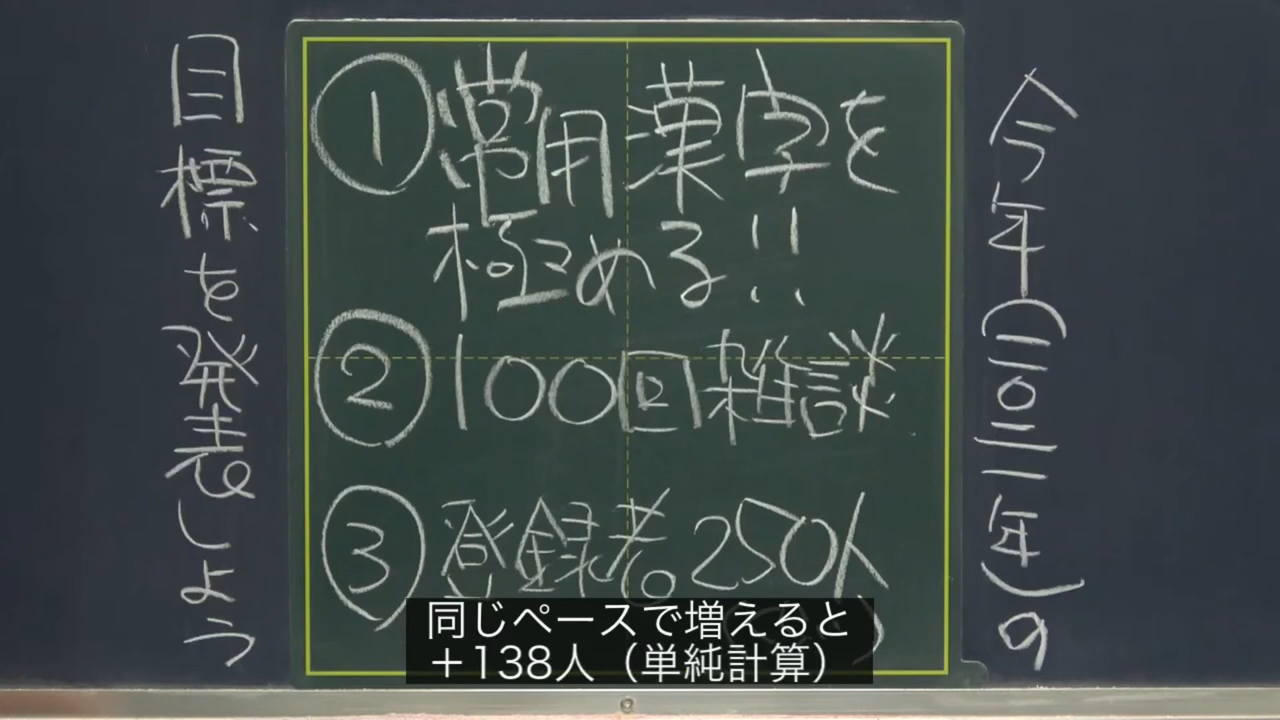 今年(二〇二一年)の
目標を発表しよう
①常用漢字を
極める!!
②100回雑談
③登録者250人
同じペースで増えると
+138人(単純計算)